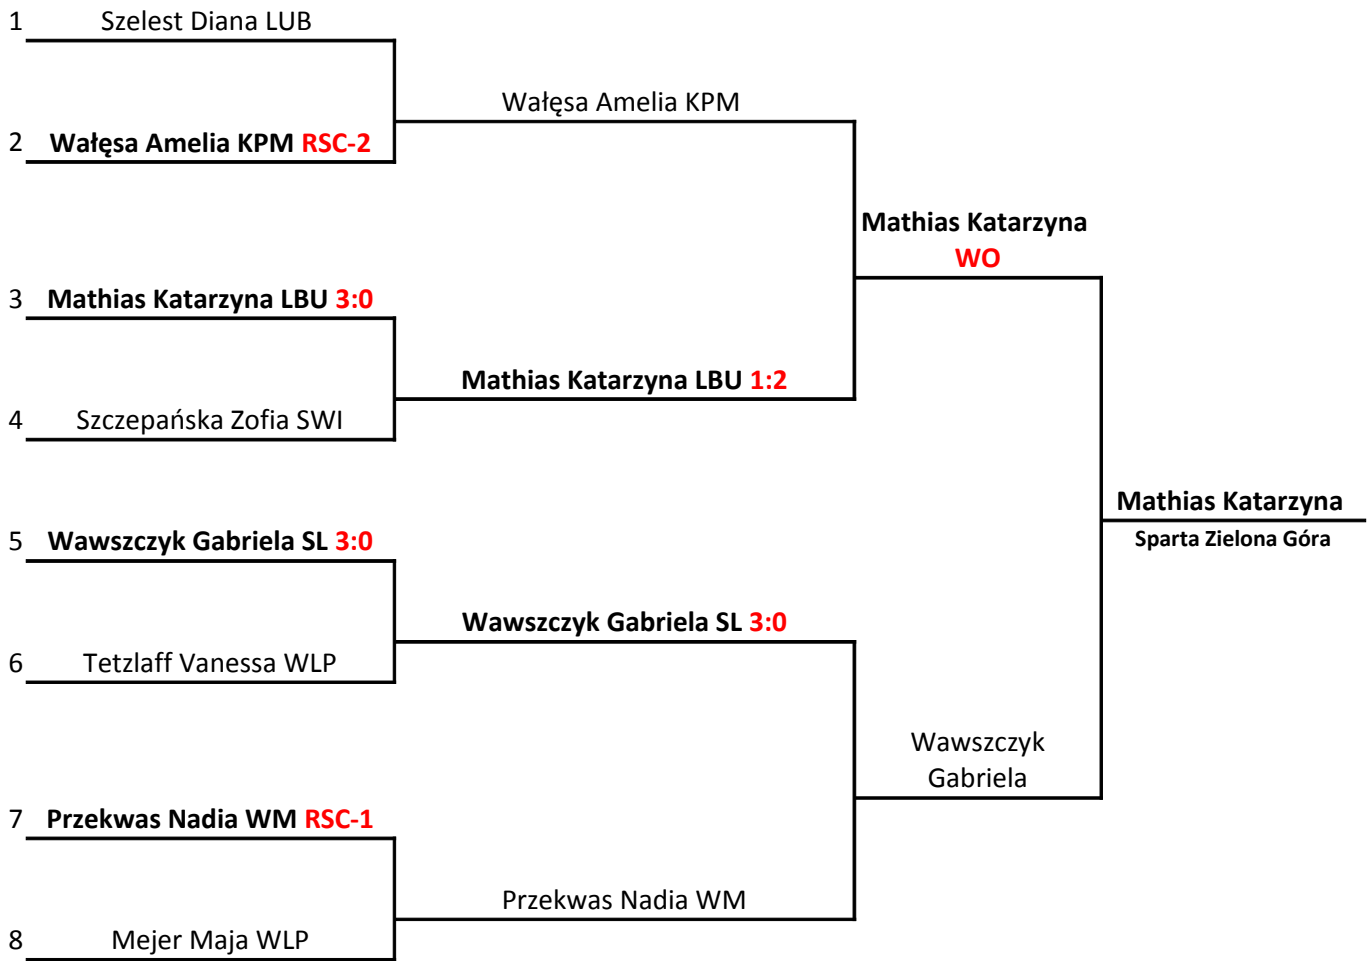 1 Szelest Diana LUB
Wałęsa Amelia KPM
2 Wałęsa Amelia KPM RSC-2
Mathias Katarzyna
WO
3 Mathias Katarzyna LBU 3:0
Mathias Katarzyna LBU 1:2
4 Szczepańska Zofia SWI
Mathias Katarzyna
Sparta Zielona Góra
5 Wawszczyk Gabriela SL 3:0
Wawszczyk Gabriela SL 3:0
6 Tetzlaff Vanessa WLP
Wawszczyk
Gabriela
7 Przekwas Nadia WM RSC-1
Przekwas Nadia WM
8 Mejer Maja WLP